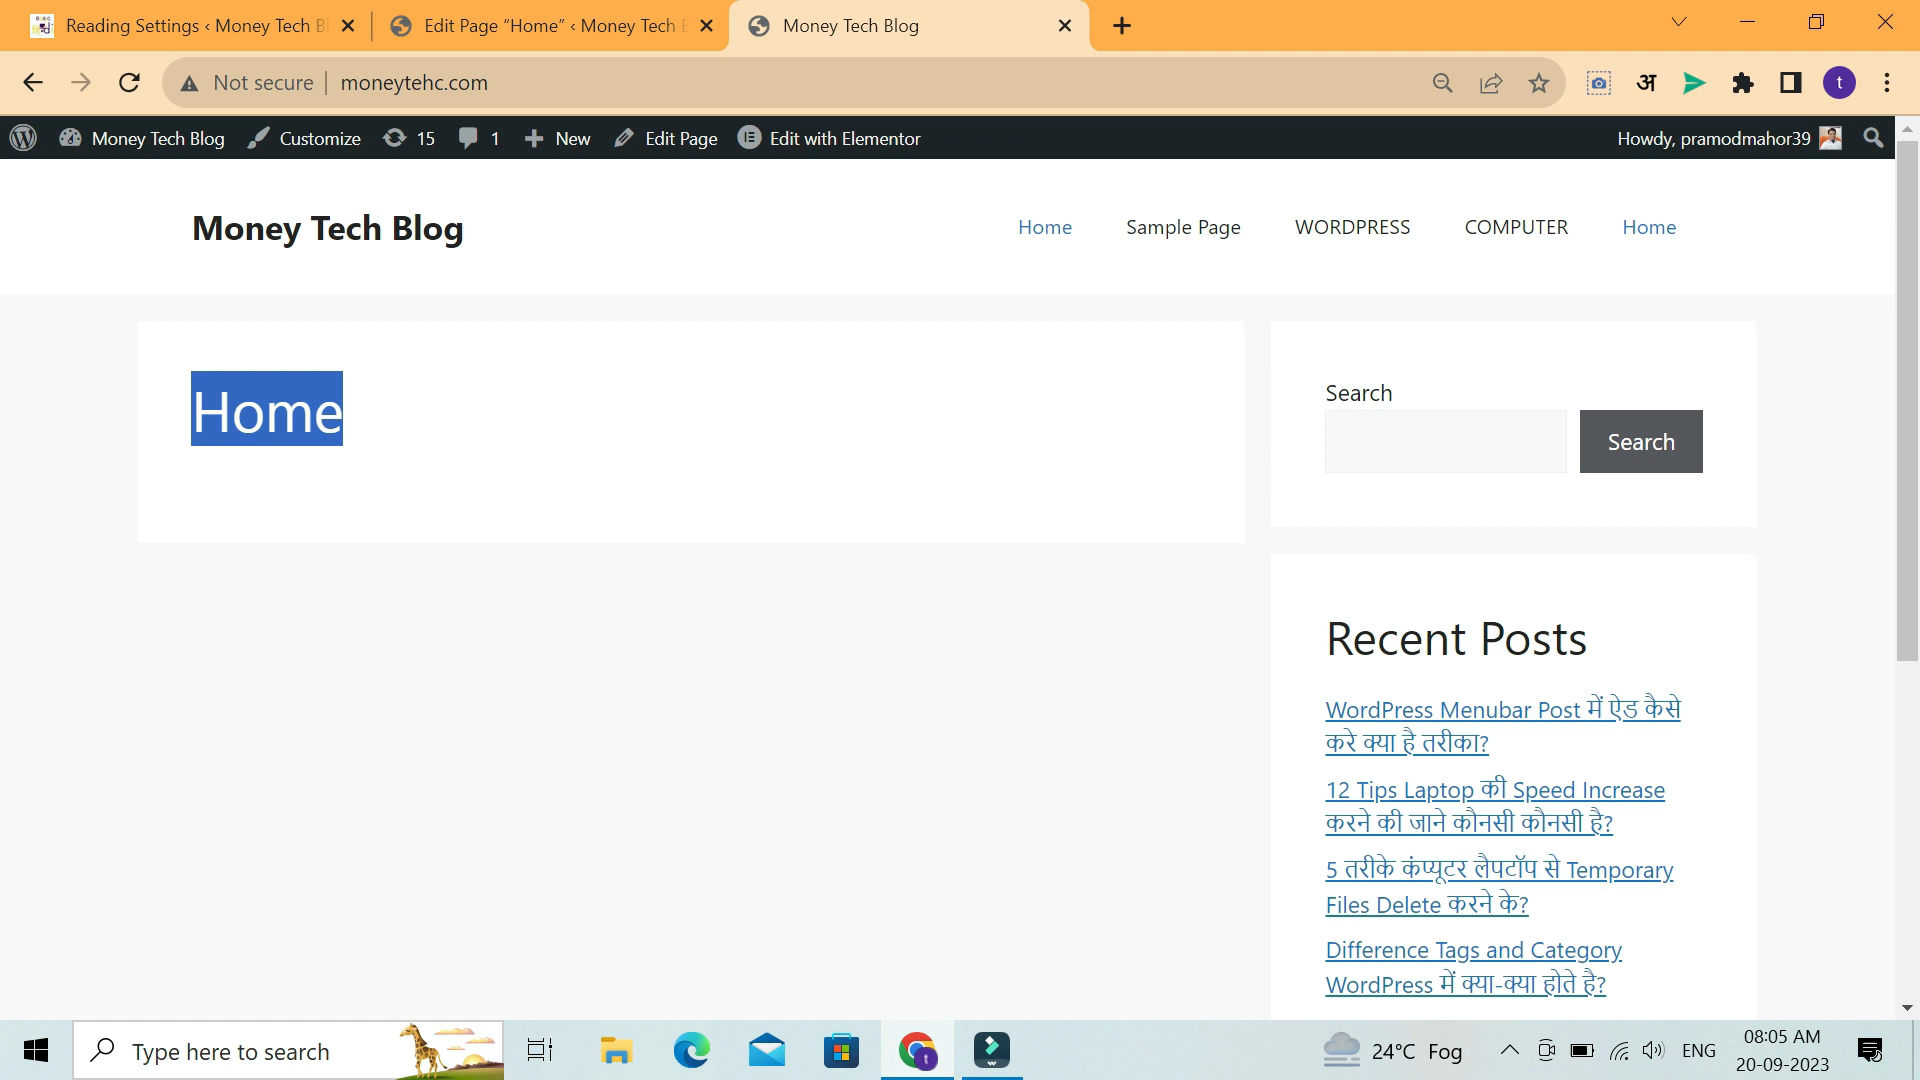 Reading Settings ‹ Money Tech Bl
Edit Page “Home” ‹ Money Tech B
Money Tech Blog
Not secure
moneytehc.com
अ
t
Money Tech Blog
Customize
15
1
New
Edit Page
Edit with Elementor
Howdy, pramodmahor39
Money Tech Blog
Home
Sample Page
WORDPRESS
COMPUTER
Home
Home
Search
Search
Recent Posts
WordPress Menubar Post में ऐड कैसे
करे क्या है तरीका?
12 Tips Laptop की Speed Increase
करने की जाने कौनसी कौनसी है?
5 तरीके कंप्यूटर लैपटॉप से Temporary
Files Delete करने के?
Difference Tags and Category
WordPress में क्या-क्या होते है?
Type here to search
t
24°C Fog
ENG
08:05 AM
20-09-2023